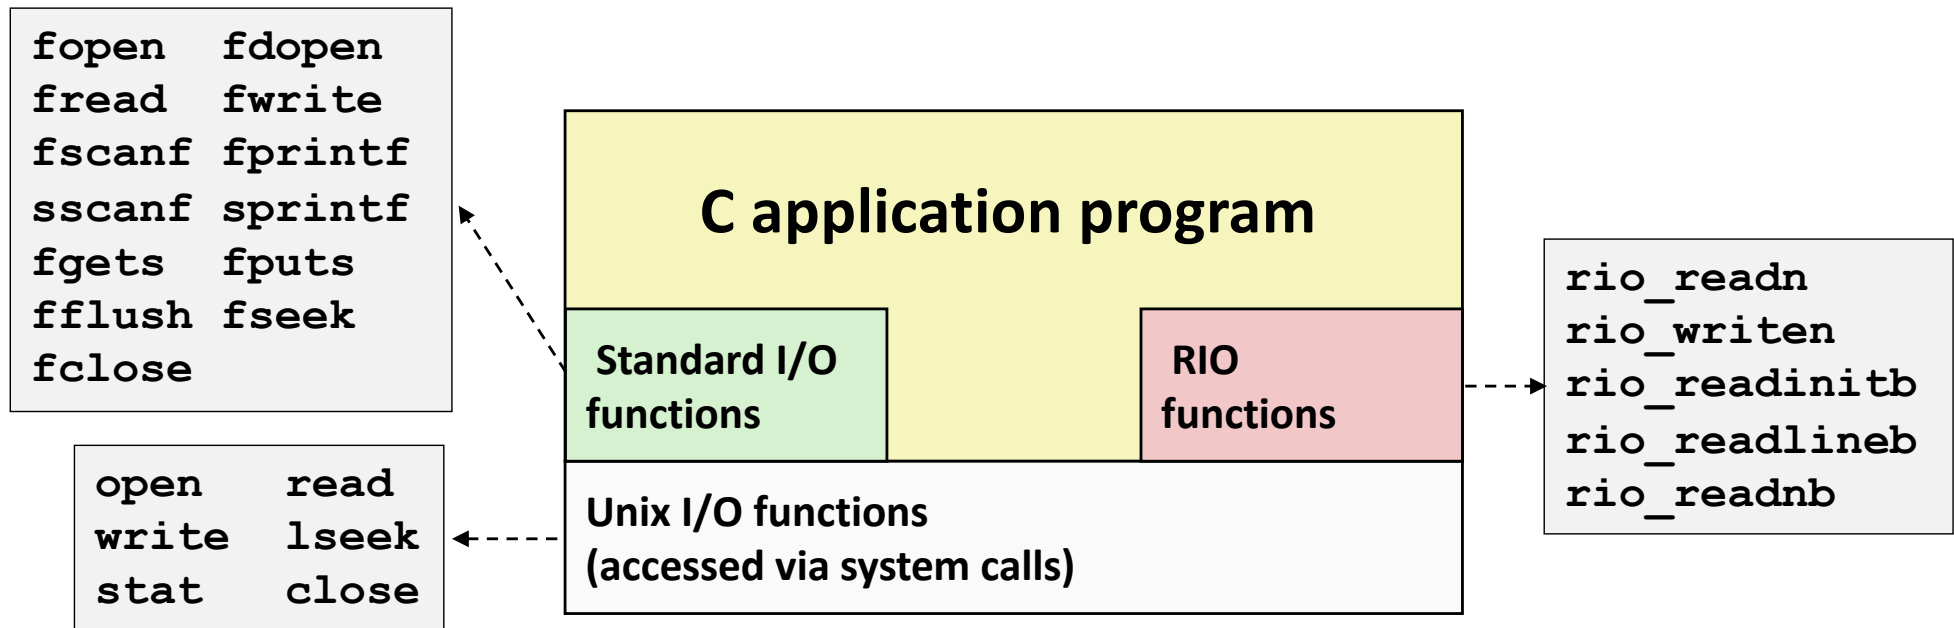 fopen fdopen
fread fwrite
fscanf fprintf
sscanf sprintf
fgets fputs
fflush fseek
fclose
C application program
Standard I/O
functions
RIO
functions
rio_readn
rio_writen
rio_readinitb
rio_readlineb
rio_readnb
open read
write lseek
stat close
Unix I/O functions
(accessed via system calls)